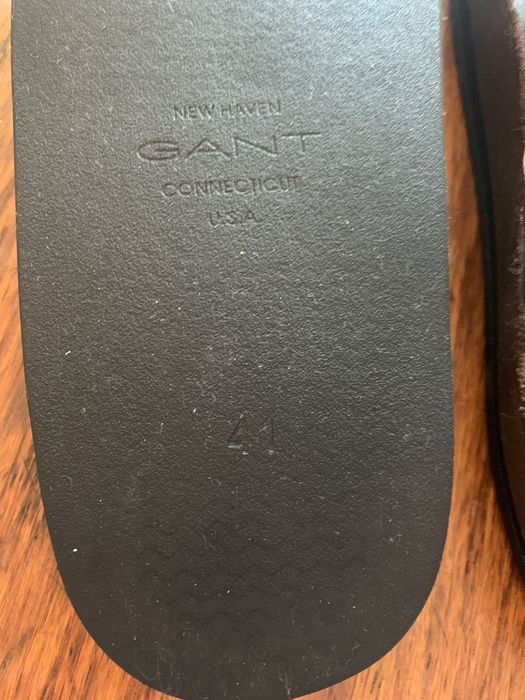 NEW HAVEN
GANT
CONNECTICUT
U.S.A.
41